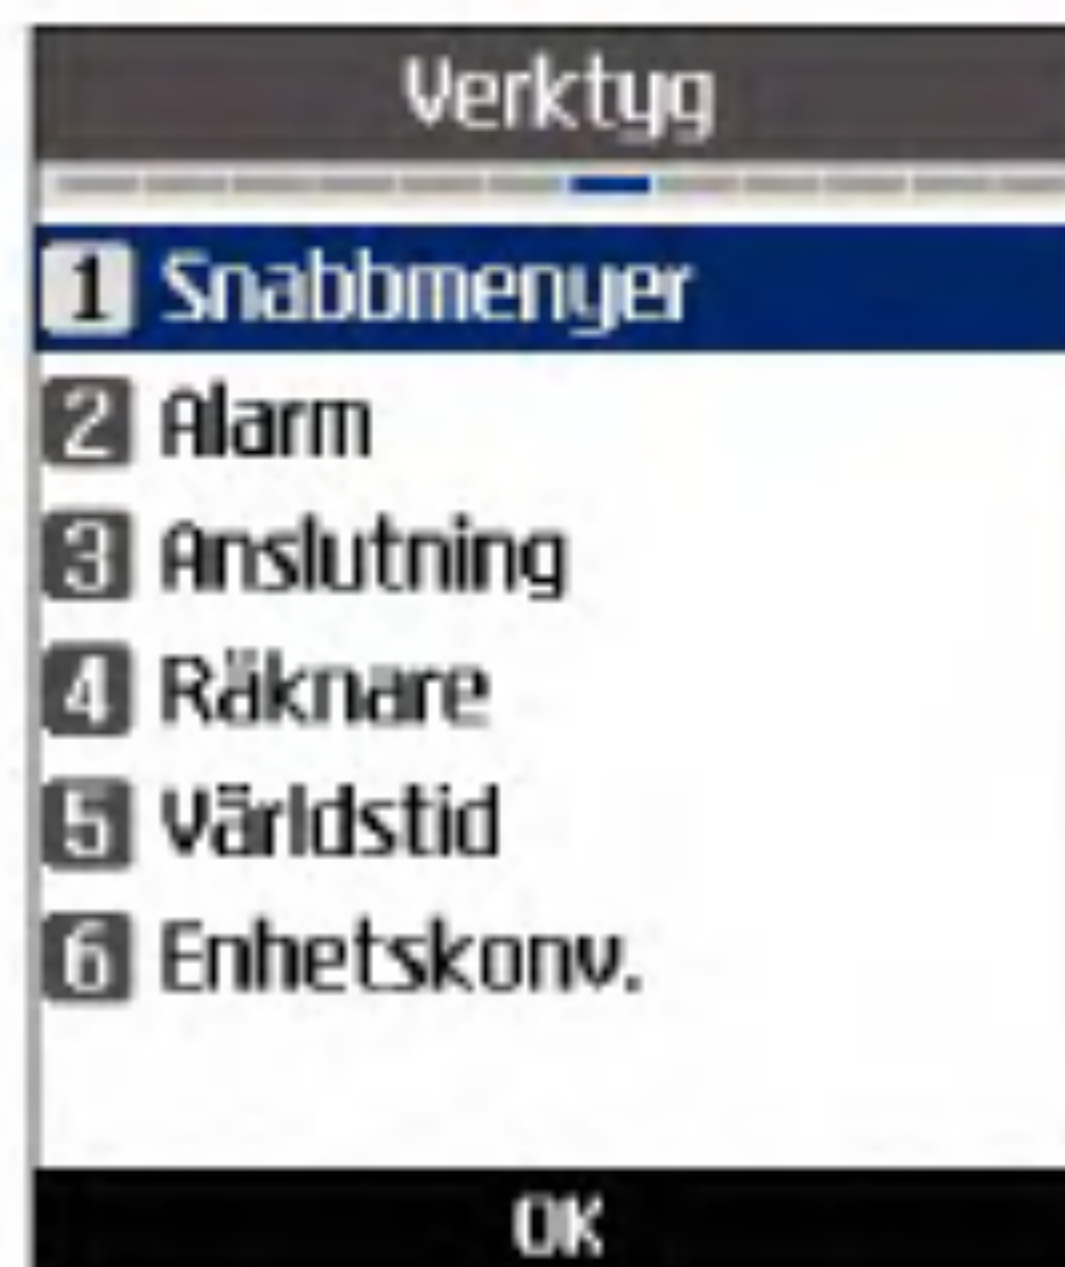 Verktyg
1 Snabbmenyer
2 Alarm
3 Anslutning
4 Räknare
5 Världstid
6 Enhetskonv.
OK